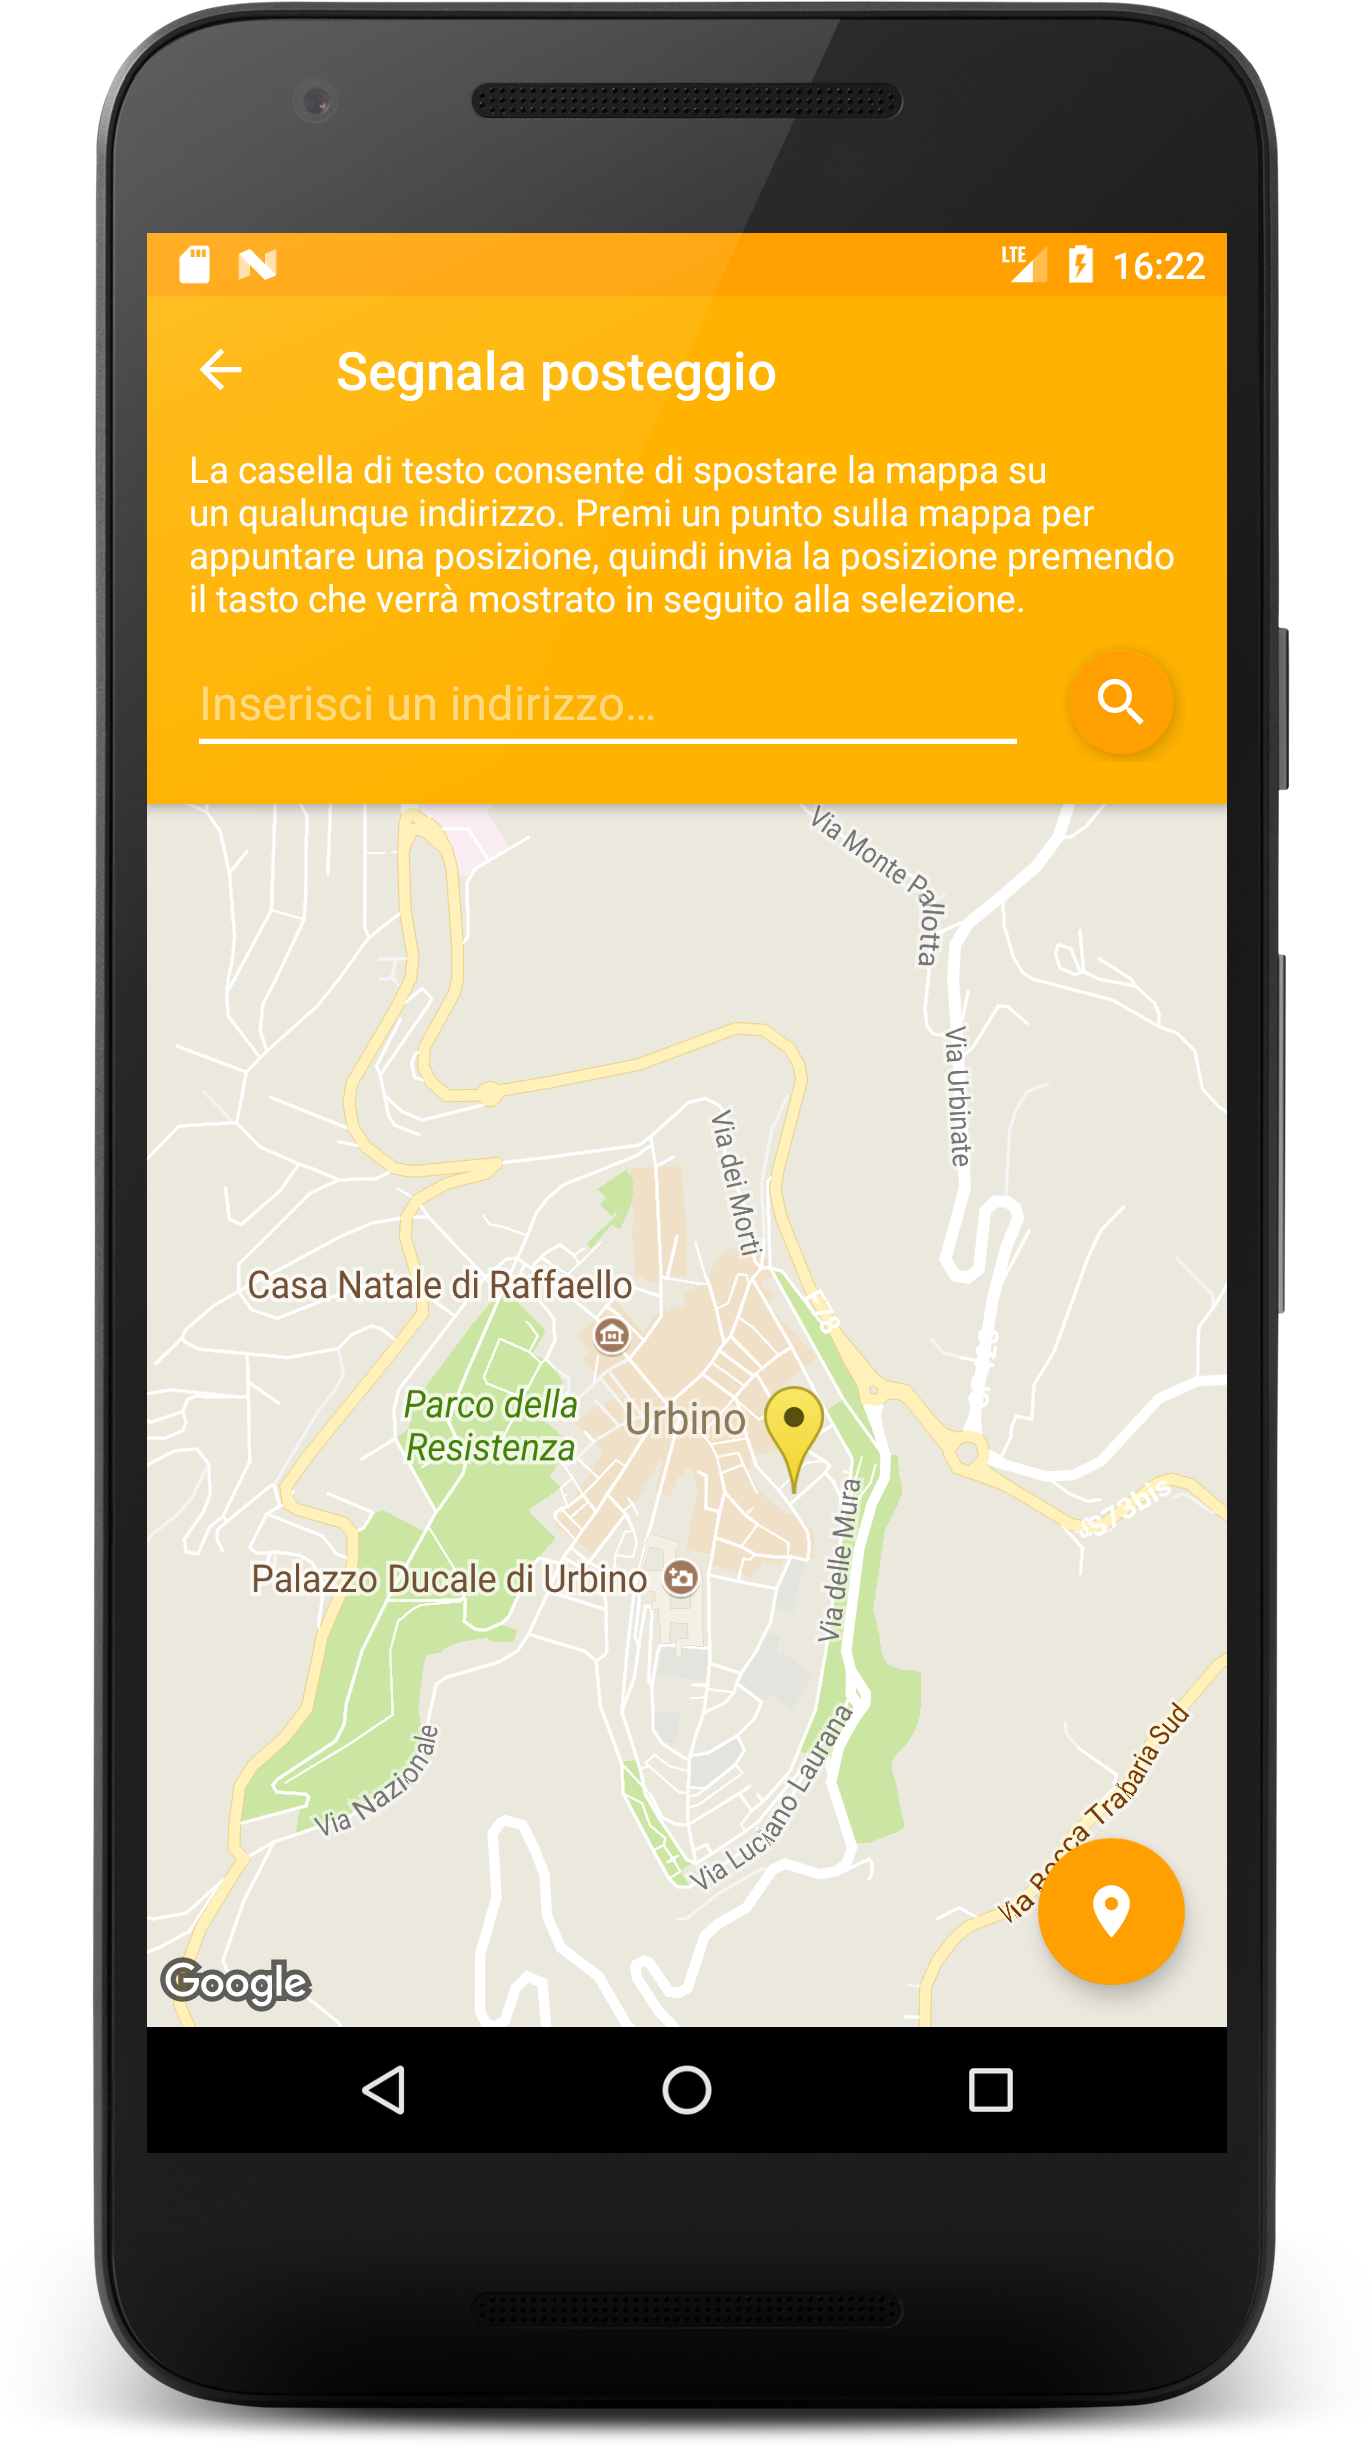 LTE 16:22
Segnala posteggio
La casella di testo consente di spostare la mappa su
un qualunque indirizzo. Premi un punto sulla mappa per
appuntare una posizione, quindi invia la posizione premendo
il tasto che verrà mostrato in seguito alla selezione.
Inserisci un indirizzo...
Via Monte Pallotta
Via Urbinate
Via dei Morti
Casa Natale di Raffaello
E78
Parco della
Resistenza
Urbino
Via delle Mura
Palazzo Ducale di Urbino
Via Nazionale
Via Luciano Laurana
Via Bocca Trabaria Sud
Google